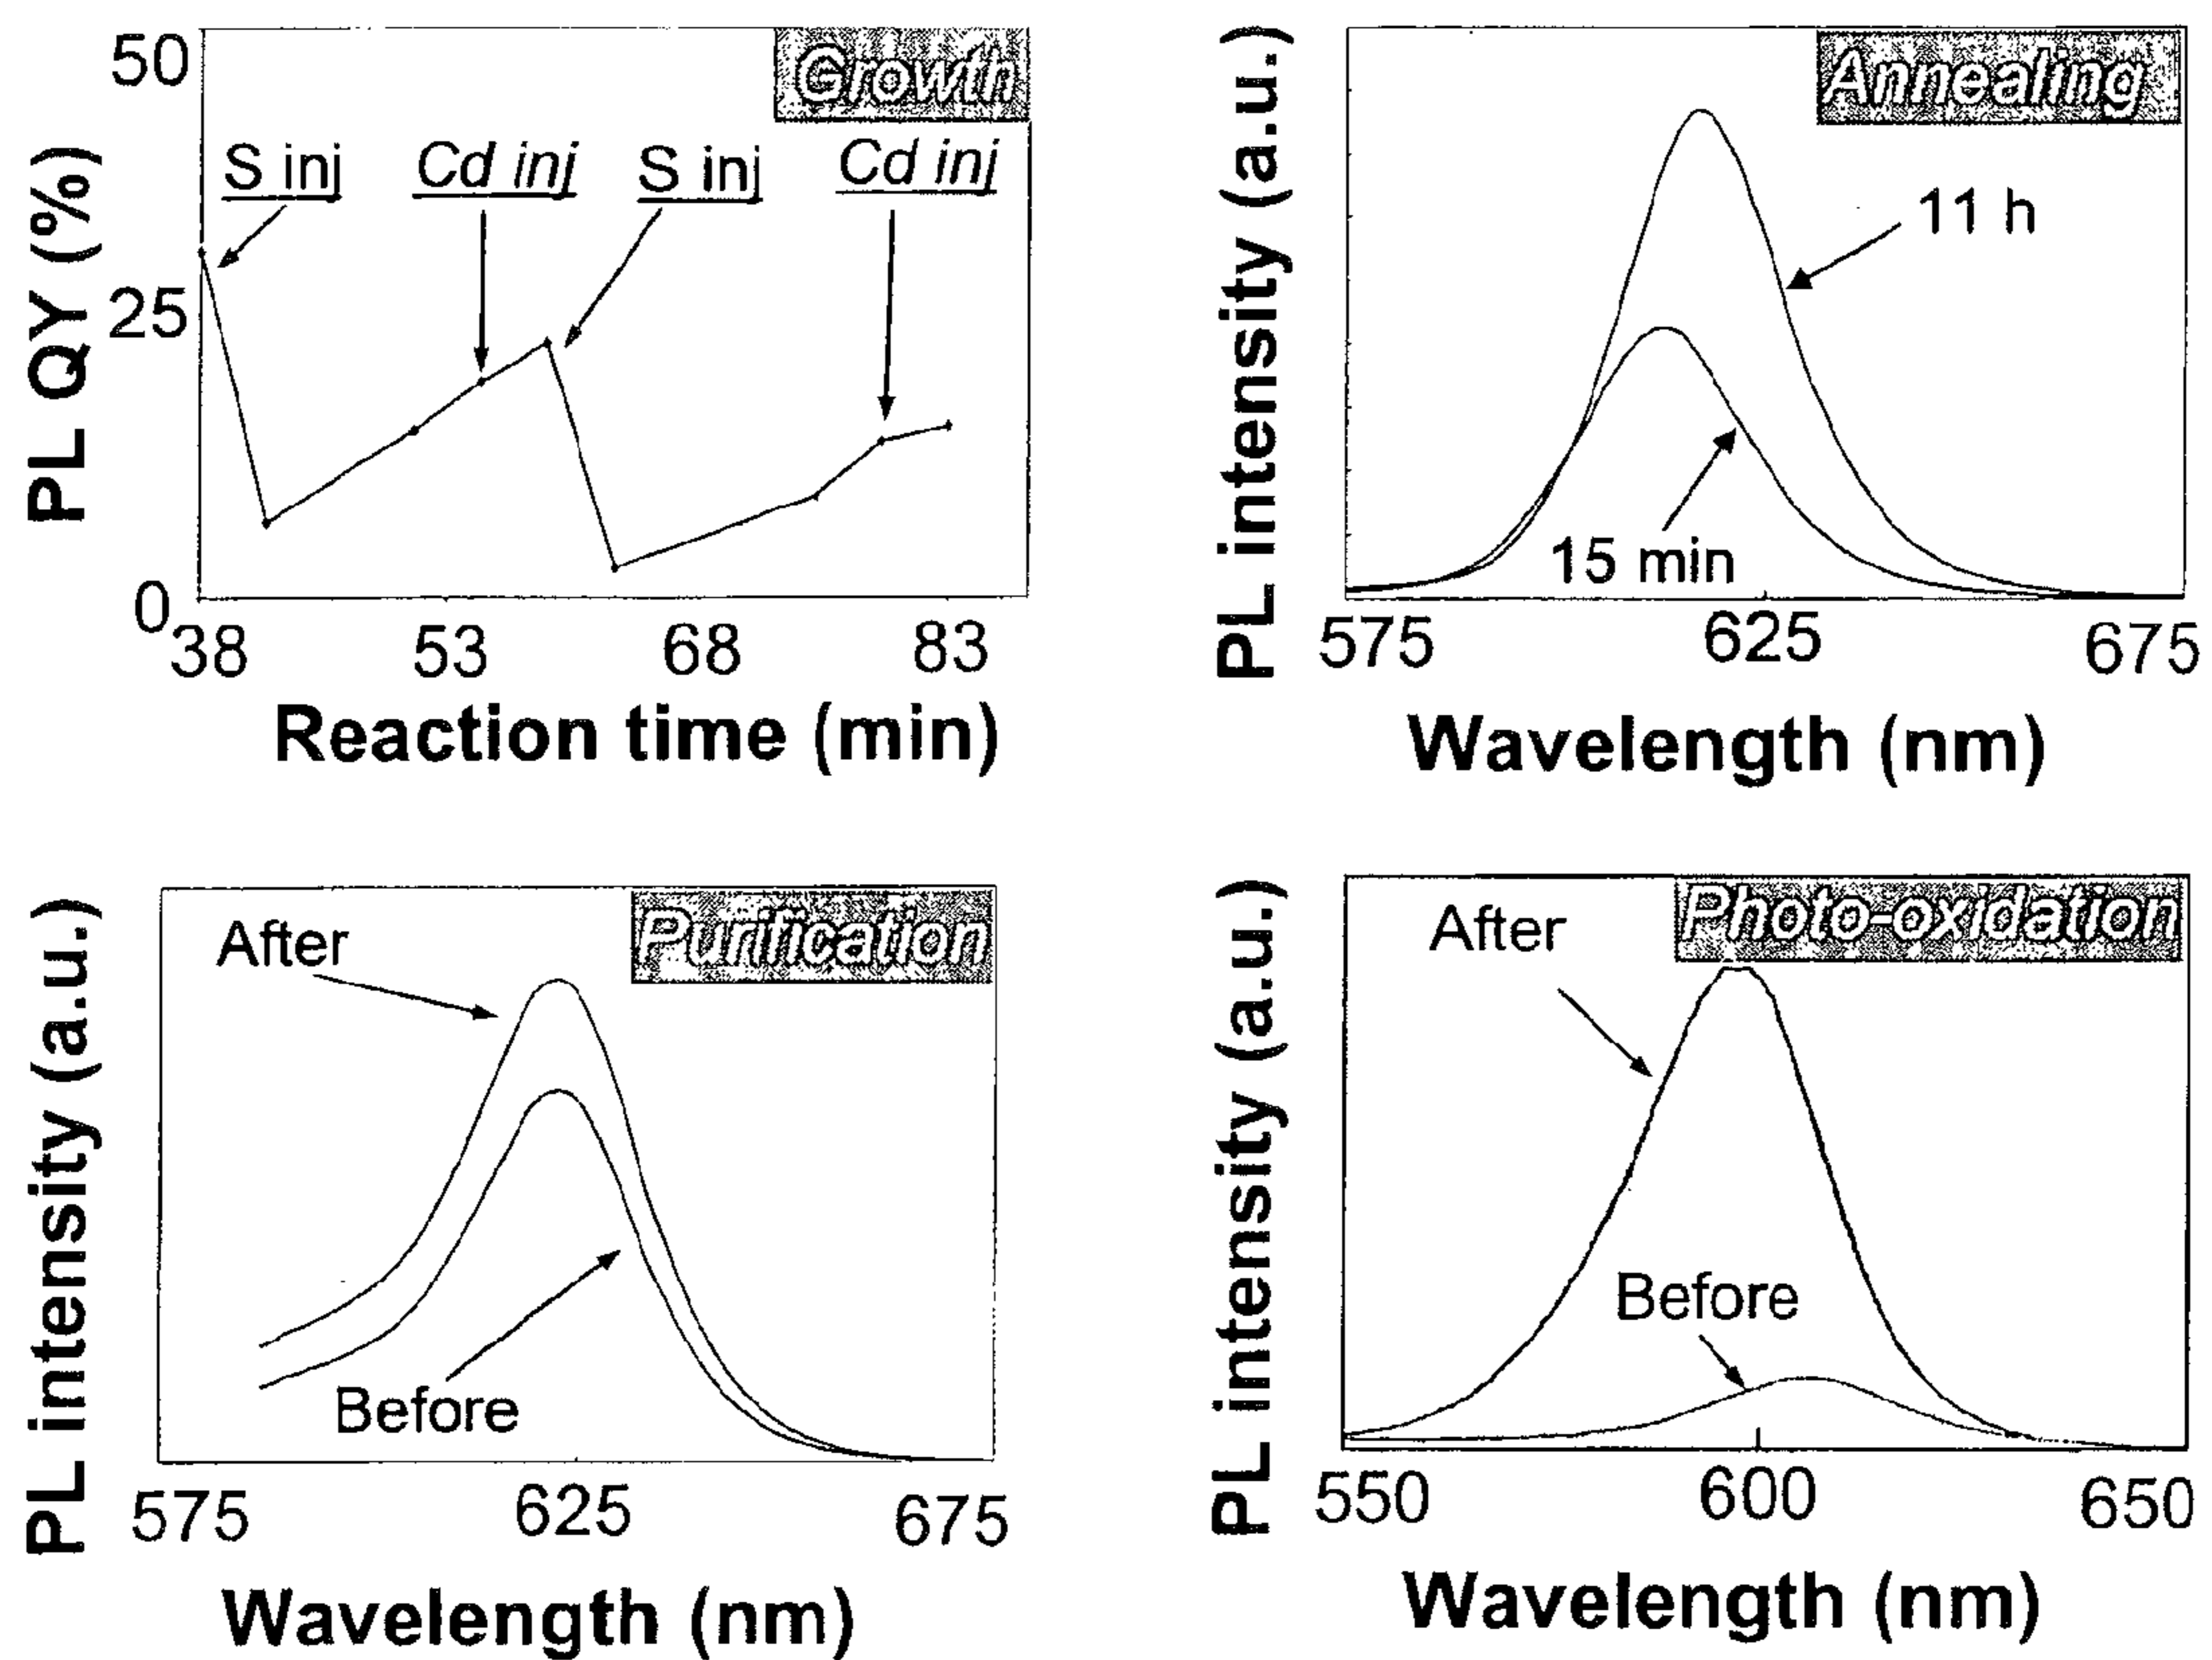 Growth
PL QY (%)
50
25
0
S inj
Cd inj
S inj
Cd inj
38
53
68
83
Reaction time (min)
Annealing
PL intensity (a.u.)
11 h
15 min
575
625
675
Wavelength (nm)
Purification
PL intensity (a.u.)
After
Before
575
625
675
Wavelength (nm)
Photo-oxidation
PL intensity (a.u.)
After
Before
550
600
650
Wavelength (nm)